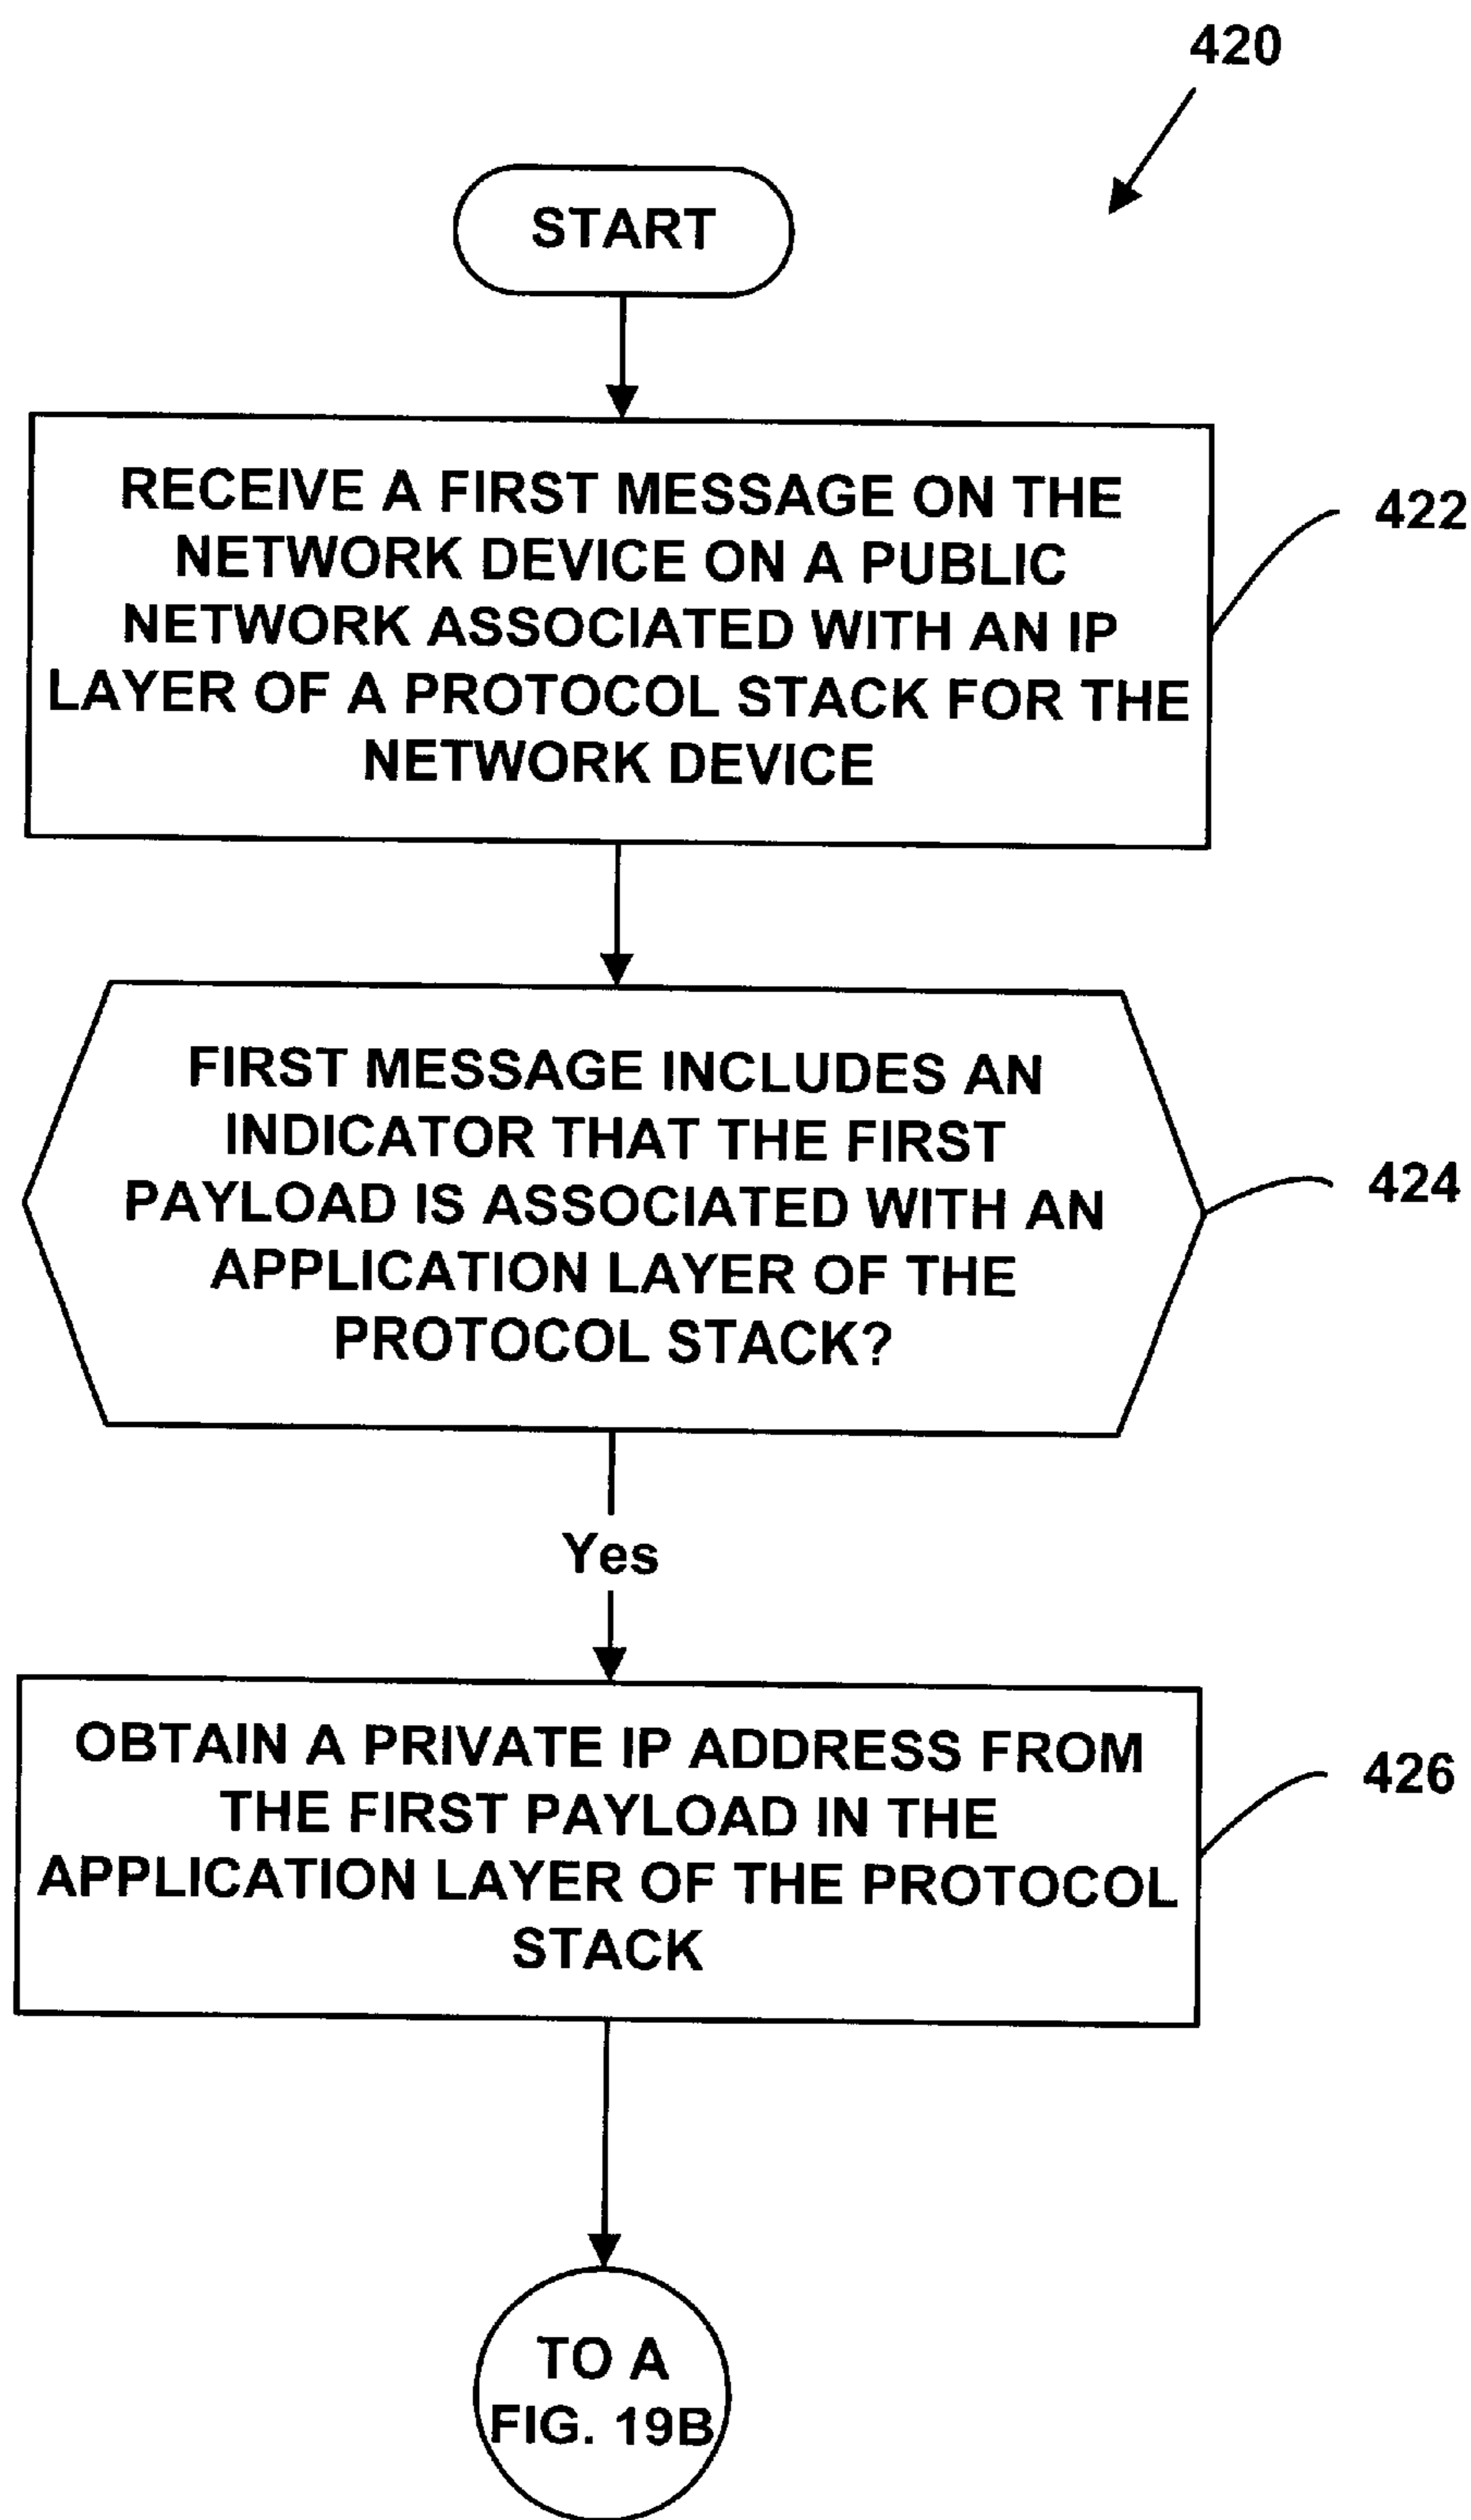 420
START
RECEIVE A FIRST MESSAGE ON THE
NETWORK DEVICE ON A PUBLIC
NETWORK ASSOCIATED WITH AN IP
LAYER OF A PROTOCOL STACK FOR THE
NETWORK DEVICE
422
FIRST MESSAGE INCLUDES AN
INDICATOR THAT THE FIRST
PAYLOAD IS ASSOCIATED WITH AN
APPLICATION LAYER OF THE
PROTOCOL STACK?
424
Yes
OBTAIN A PRIVATE IP ADDRESS FROM
THE FIRST PAYLOAD IN THE
APPLICATION LAYER OF THE PROTOCOL
STACK
426
TO A
FIG. 19B